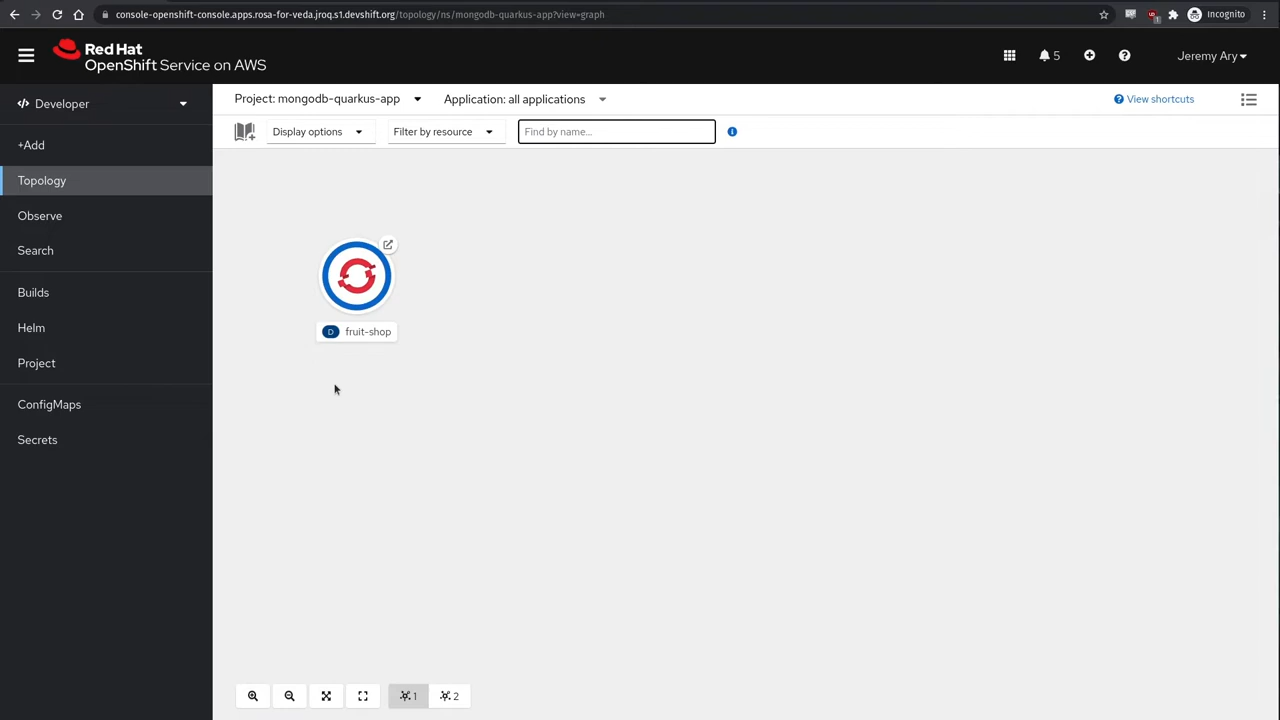 console-openshift-console.apps.rosa-for-veda.jroq.s1.devshift.org/topology/ns/mongodb-quarkus-app?view=graph
Incognito
Red Hat
OpenShift Service on AWS
5
Jeremy Ary
Developer
Project: mongodb-quarkus-app
Application: all applications
View shortcuts
Display options
Filter by resource
Find by name...
+Add
Topology
Observe
Search
Builds
Helm
Project
ConfigMaps
Secrets
D fruit-shop
1
2